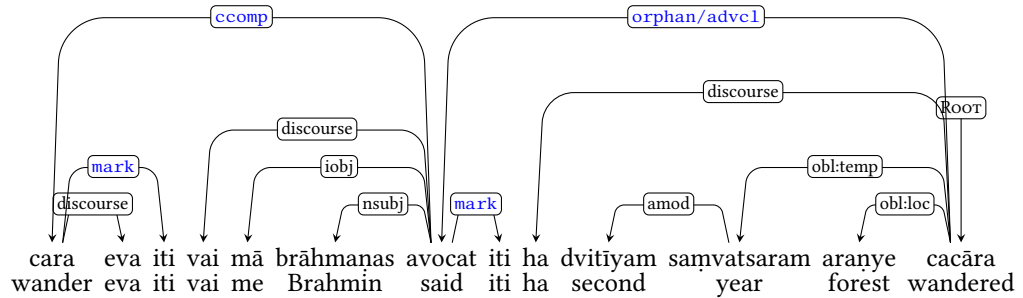 ccomp orphan/advcl
discourse ROOT
discourse
mark iobj obl:temp
discourse nsubj mark amod obl:loc
cara eva iti vai mā brāhmaṇas avocat iti ha dvitīyam saṃvatsaram araṇye cacāra
wander eva iti vai me Brahmin said iti ha second year forest wandered